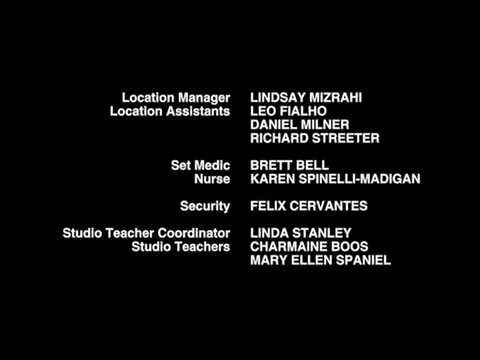 Location Manager LINDSAY MIZRAHI
Location Assistants LEO FIALHO
DANIEL MILNER
RICHARD STREETER
Set Medic BRETT BELL
Nurse KAREN SPINELLI-MADIGAN
Security FELIX CERVANTES
Studio Teacher Coordinator LINDA STANLEY
Studio Teachers CHARMAINE BOOS
MARY ELLEN SPANIEL